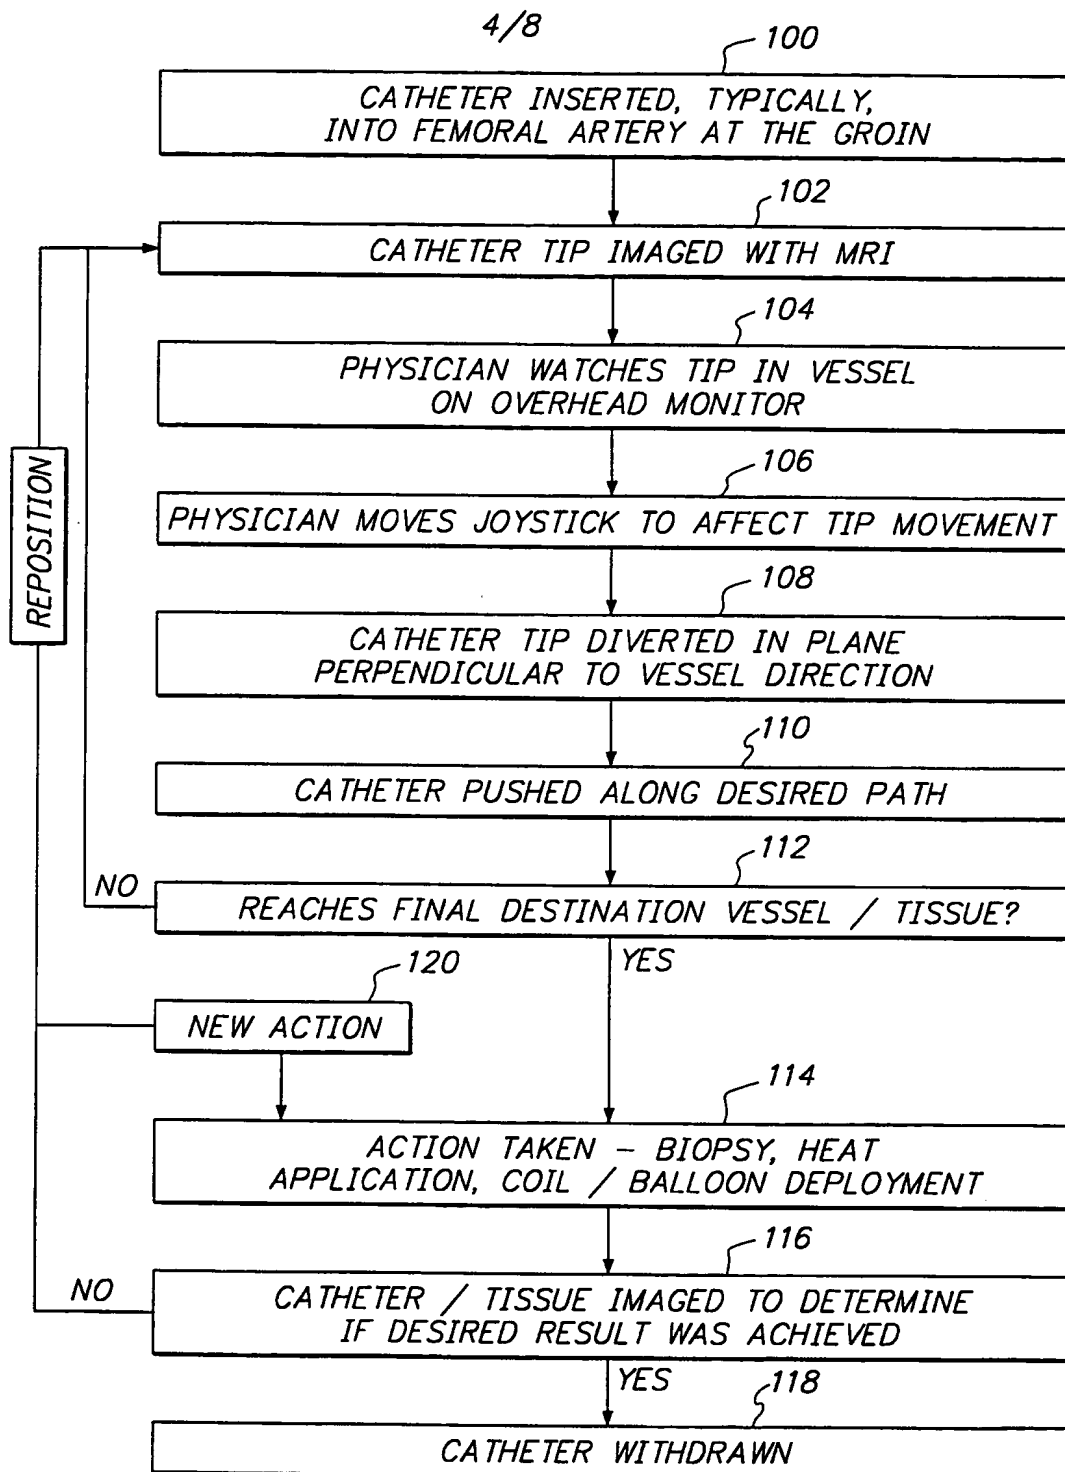 4/8
100
CATHETER INSERTED, TYPICALLY,
INTO FEMORAL ARTERY AT THE GROIN
102
CATHETER TIP IMAGED WITH MRI
104
PHYSICIAN WATCHES TIP IN VESSEL
ON OVERHEAD MONITOR
106
PHYSICIAN MOVES JOYSTICK TO AFFECT TIP MOVEMENT
REPOSITION
108
CATHETER TIP DIVERTED IN PLANE
PERPENDICULAR TO VESSEL DIRECTION
110
CATHETER PUSHED ALONG DESIRED PATH
112
NO
REACHES FINAL DESTINATION VESSEL / TISSUE?
YES
120
NEW ACTION
114
ACTION TAKEN – BIOPSY, HEAT
APPLICATION, COIL / BALLOON DEPLOYMENT
116
NO
CATHETER / TISSUE IMAGED TO DETERMINE
IF DESIRED RESULT WAS ACHIEVED
YES
118
CATHETER WITHDRAWN